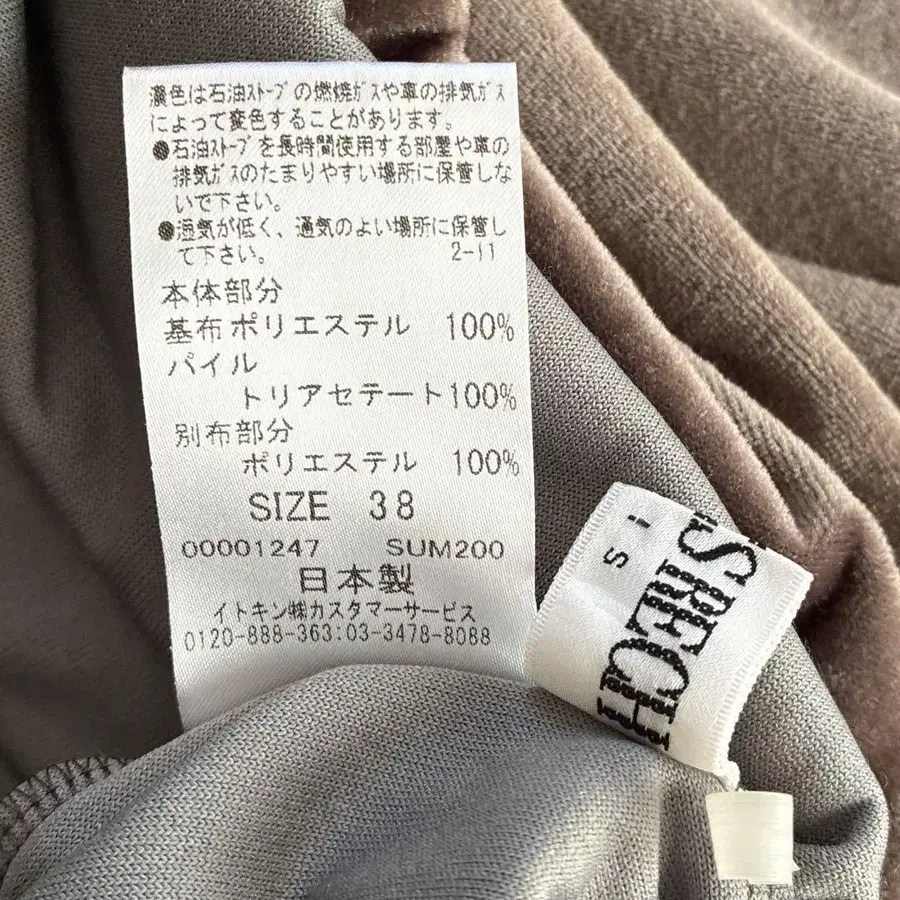 濃色は石油ストーブの燃焼ガスや車の排気ガス
によって変色することがあります。
●石油ストーブを長時間使用する部屋や車の
排気ガスのたまりやすい場所に保管しな
いで下さい。
●湿気が低く、通気のよい場所に保管し
て下さい。 2-11
本体部分
基布ポリエステル 100%
パイル
トリアセテート100%
別布部分
ポリエステル 100%
SIZE 38
00001247 SUM200
日本製
イトキン㈱カスタマーサービス
0120-888-363:03-3478-8088